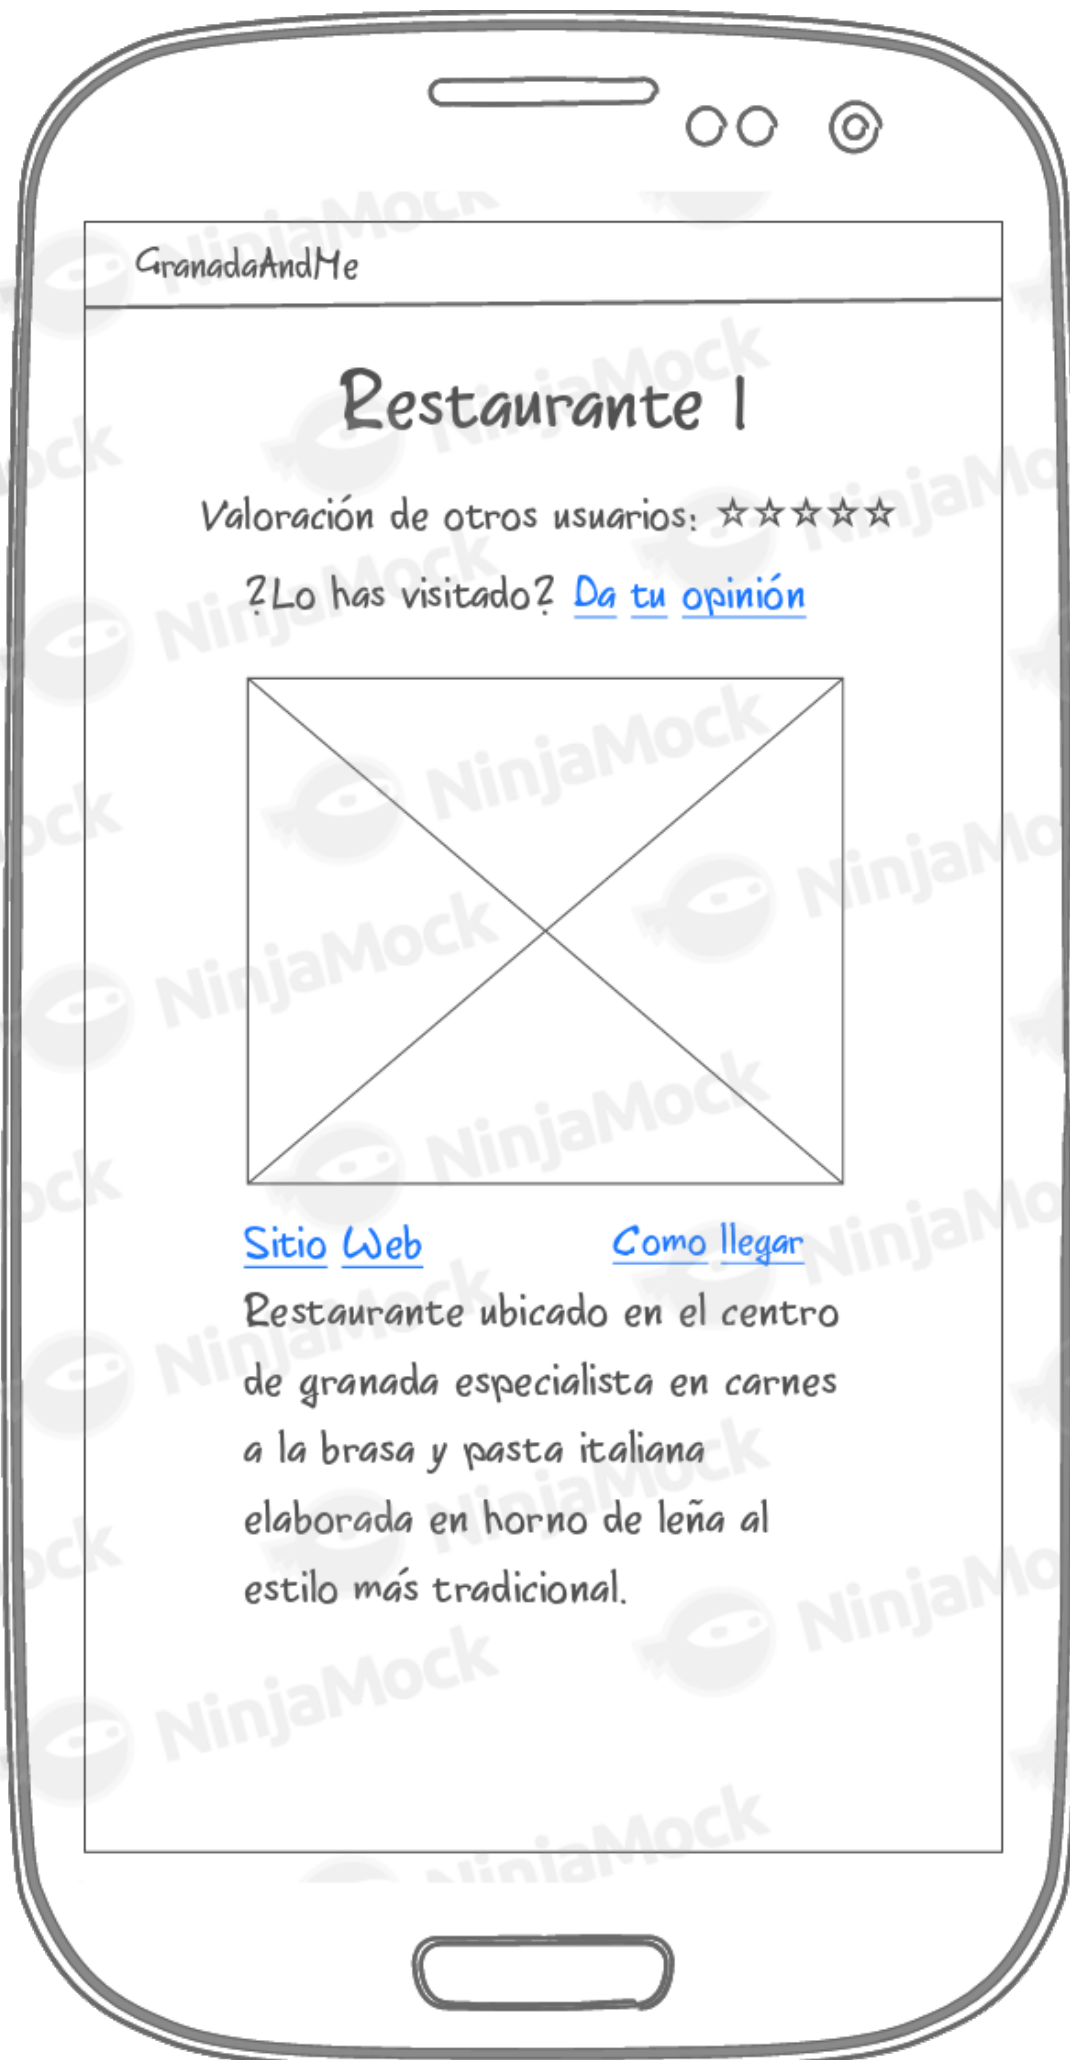 GranadaAndMe
Restaurante 1
Valoración de otros usuarios: ☆☆☆☆☆
?Lo has visitado? Da tu opinión
Sitio Web Como llegar
Restaurante ubicado en el centro
de granada especialista en carnes
a la brasa y pasta italiana
elaborada en horno de leña al
estilo más tradicional.
NinjaMock